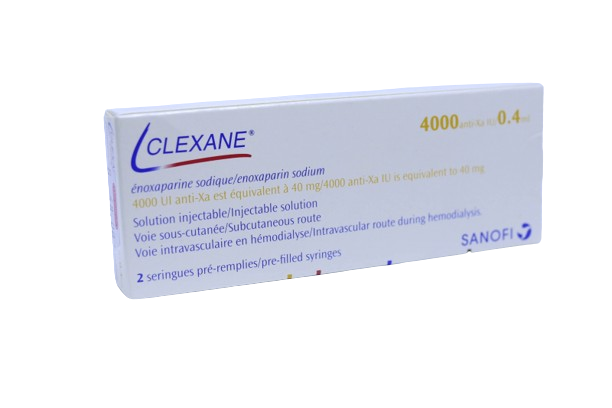 CLEXANE®
4000 anti-Xa IU/0.4 ml
énoxaparine sodique/enoxaparin sodium
4000 UI anti-Xa est équivalent à 40 mg/4000 anti-Xa IU is equivalent to 40 mg
Solution injectable/Injectable solution
Voie sous-cutanée/Subcutaneous route
Voie intravasculaire en hémodialyse/Intravascular route during hemodialysis.
2 seringues pré-remplies/pre-filled syringes
SANOFI